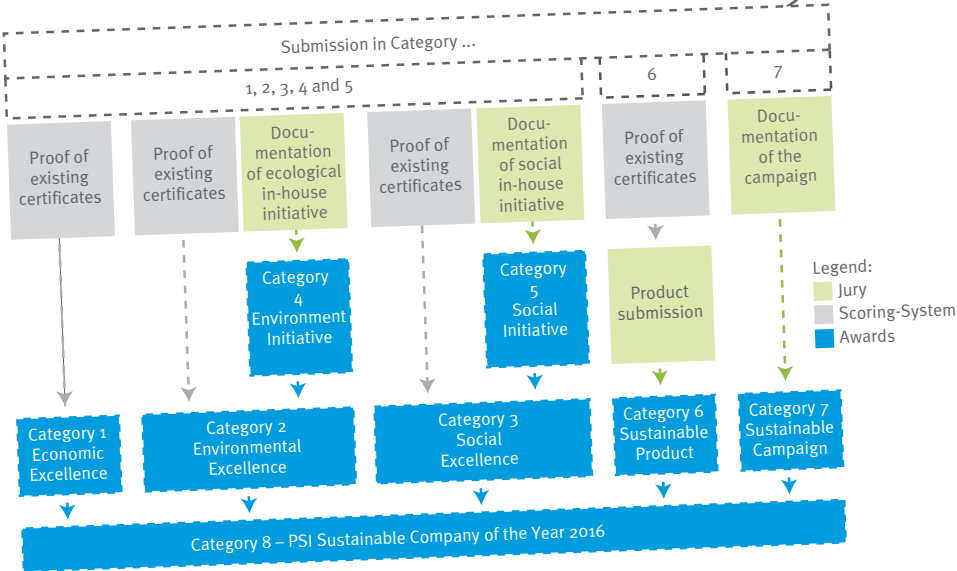 Submission in Category ...
1, 2, 3, 4 and 5
6
7
Proof of
existing
certificates
Proof of
existing
certificates
Docu-
mentation
of ecological
in-house
initiative
Proof of
existing
certificates
Docu-
mentation
of social
in-house
initiative
Proof of
existing
certificates
Docu-
mentation
of the
campaign
Category
4
Environment
Initiative
Category
5
Social
Initiative
Product
submission
Legend:
Jury
Scoring-System
Awards
Category 1
Economic
Excellence
Category 2
Environmental
Excellence
Category 3
Social
Excellence
Category 6
Sustainable
Product
Category 7
Sustainable
Campaign
Category 8 – PSI Sustainable Company of the Year 2016